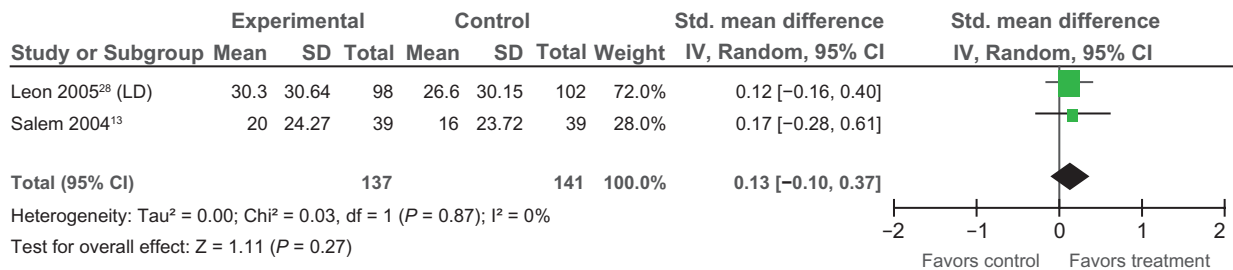 Experimental Control Std. mean difference Std. mean difference
Study or Subgroup Mean SD Total Mean SD Total Weight IV, Random, 95% CI IV, Random, 95% CI
Leon 2005²⁸ (LD) 30.3 30.64 98 26.6 30.15 102 72.0% 0.12 [−0.16, 0.40]
Salem 2004¹³ 20 24.27 39 16 23.72 39 28.0% 0.17 [−0.28, 0.61]
Total (95% CI) 137 141 100.0% 0.13 [−0.10, 0.37]
Heterogeneity: Tau² = 0.00; Chi² = 0.03, df = 1 (P = 0.87); I² = 0%
Test for overall effect: Z = 1.11 (P = 0.27)
−2 −1 0 1 2
Favors control Favors treatment